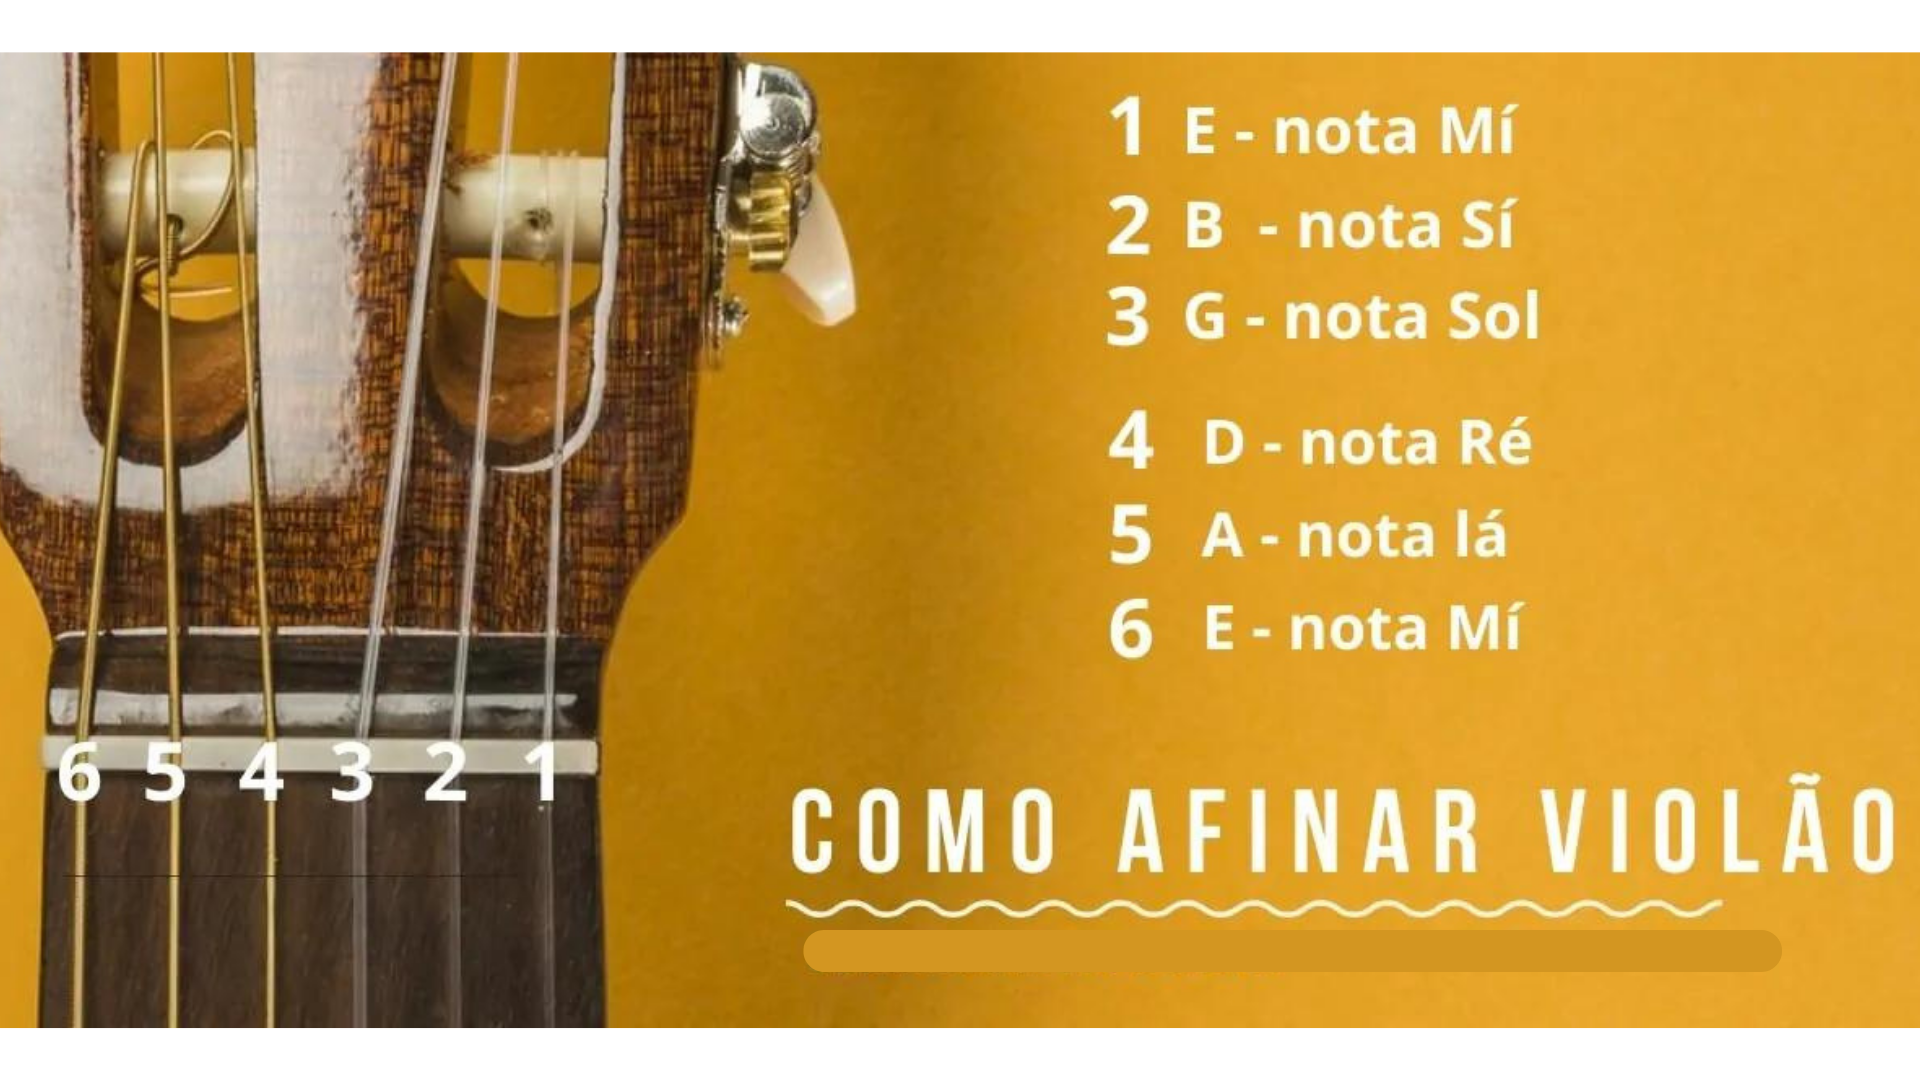 1 E - nota Mí
2 B - nota Sí
3 G - nota Sol
4 D - nota Ré
5 A - nota lá
6 E - nota Mí
6 5 4 3 2 1
COMO AFINAR VIOLÃO